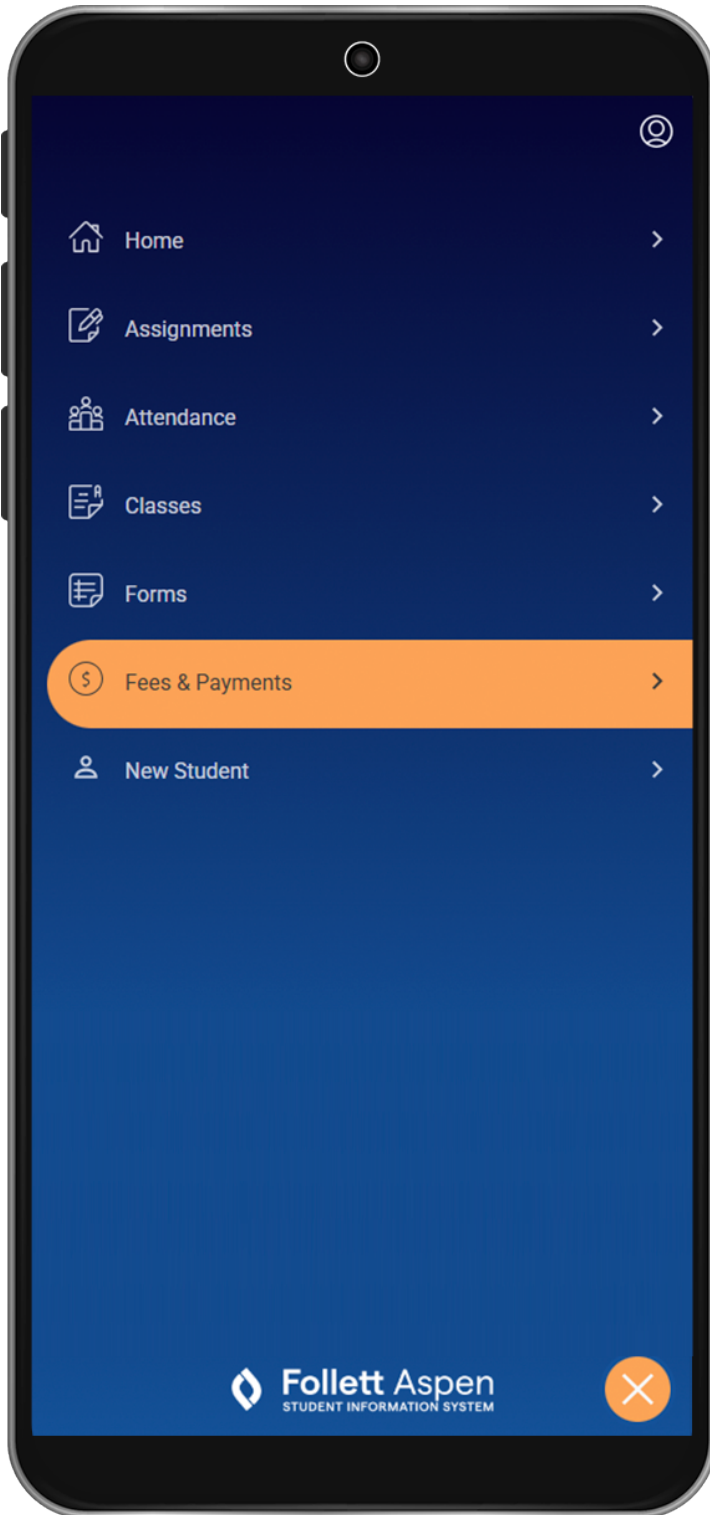 Home
Assignments
Attendance
Classes
Forms
Fees & Payments
New Student
Follett Aspen
STUDENT INFORMATION SYSTEM